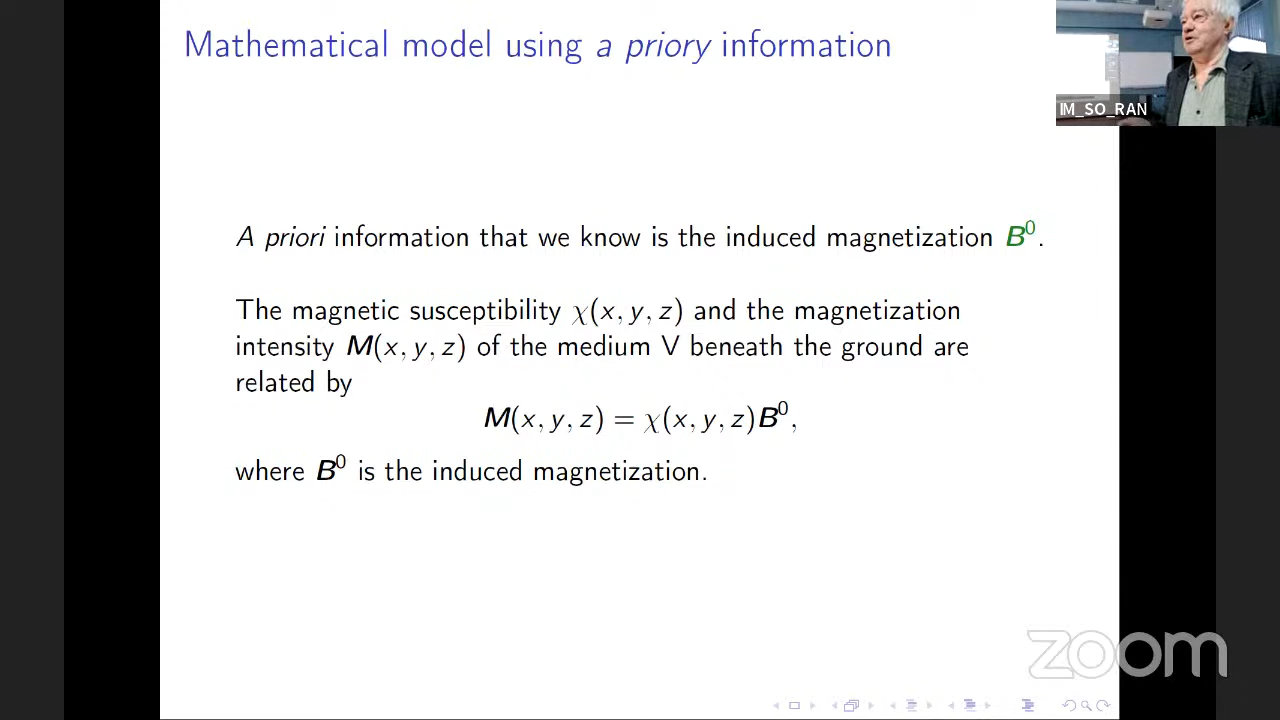 Mathematical model using a priory information
IM_SO_RAN
A priori information that we know is the induced magnetization B⁰.
The magnetic susceptibility χ(x, y, z) and the magnetization
intensity M(x, y, z) of the medium V beneath the ground are
related by
M(x, y, z) = χ(x, y, z)B⁰,
where B⁰ is the induced magnetization.
zoom